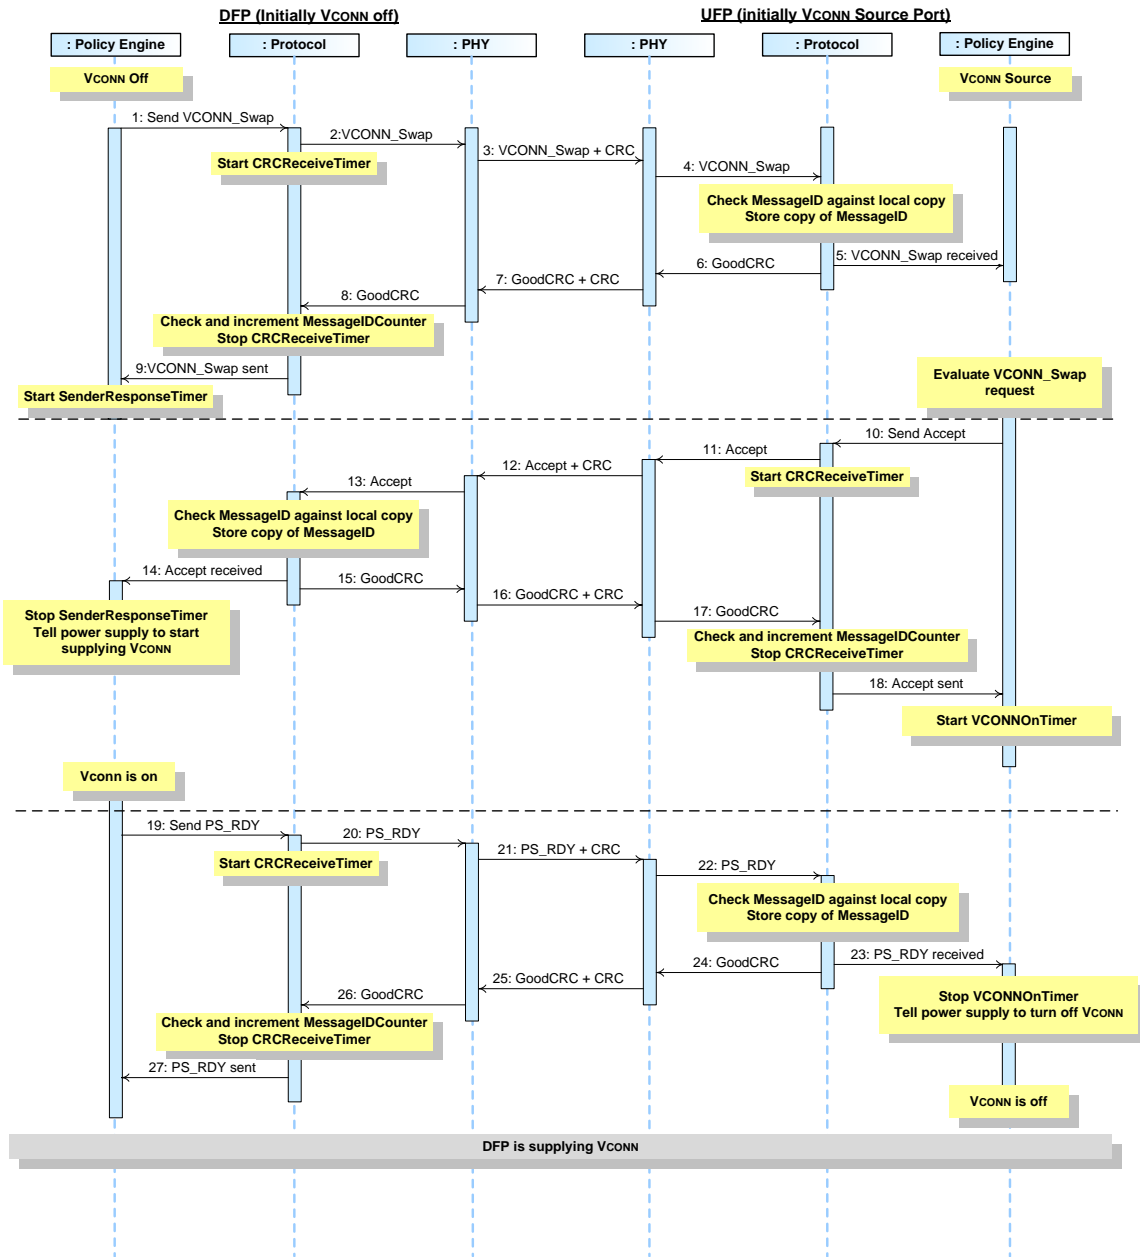 DFP (Initially VCONN off)
UFP (initially VCONN Source Port)
: Policy Engine
: Protocol
: PHY
: PHY
: Protocol
: Policy Engine
VCONN Off
VCONN Source
1: Send VCONN_Swap
2:VCONN_Swap
Start CRCReceiveTimer
3: VCONN_Swap + CRC
4: VCONN_Swap
Check MessageID against local copy
Store copy of MessageID
5: VCONN_Swap received
6: GoodCRC
7: GoodCRC + CRC
8: GoodCRC
Check and increment MessageIDCounter
Stop CRCReceiveTimer
9:VCONN_Swap sent
Start SenderResponseTimer
Evaluate VCONN_Swap
request
10: Send Accept
11: Accept
Start CRCReceiveTimer
12: Accept + CRC
13: Accept
Check MessageID against local copy
Store copy of MessageID
14: Accept received
15: GoodCRC
Stop SenderResponseTimer
Tell power supply to start
supplying VCONN
16: GoodCRC + CRC
17: GoodCRC
Check and increment MessageIDCounter
Stop CRCReceiveTimer
18: Accept sent
Start VCONNOnTimer
Vconn is on
19: Send PS_RDY
20: PS_RDY
Start CRCReceiveTimer
21: PS_RDY + CRC
22: PS_RDY
Check MessageID against local copy
Store copy of MessageID
23: PS_RDY received
24: GoodCRC
25: GoodCRC + CRC
26: GoodCRC
Stop VCONNOnTimer
Tell power supply to turn off VCONN
Check and increment MessageIDCounter
Stop CRCReceiveTimer
27: PS_RDY sent
VCONN is off
DFP is supplying VCONN